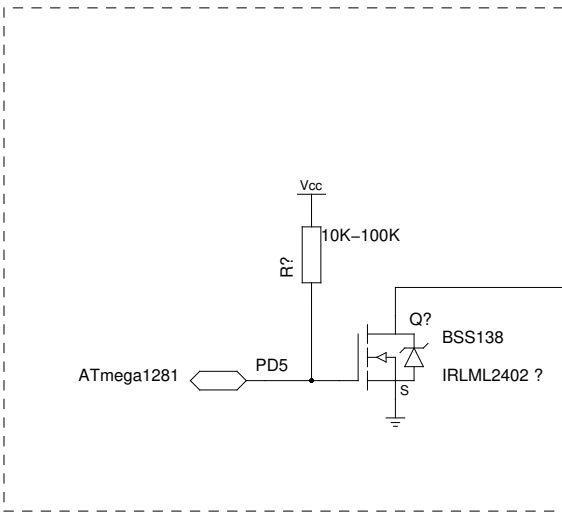 Vcc
10K–100K
R?
Q?
BSS138
PD5
ATmega1281
IRLML2402 ?
S